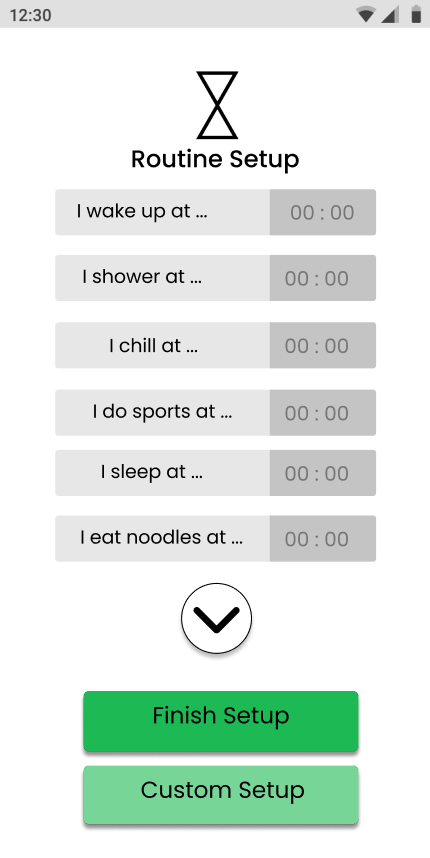 12:30
Routine Setup
I wake up at ... 00 : 00
I shower at ... 00 : 00
I chill at ... 00 : 00
I do sports at ... 00 : 00
I sleep at ... 00 : 00
I eat noodles at ... 00 : 00
Finish Setup
Custom Setup